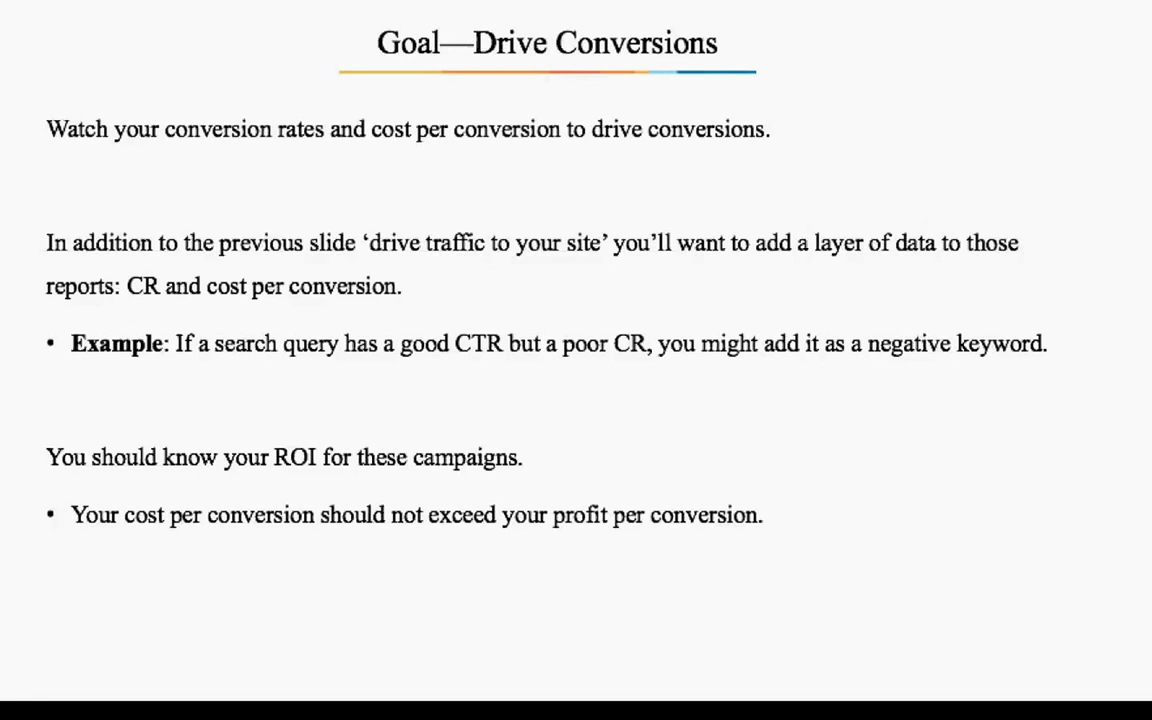 Goal—Drive Conversions
Watch your conversion rates and cost per conversion to drive conversions.
In addition to the previous slide ‘drive traffic to your site’ you’ll want to add a layer of data to those
reports: CR and cost per conversion.
• Example: If a search query has a good CTR but a poor CR, you might add it as a negative keyword.
You should know your ROI for these campaigns.
• Your cost per conversion should not exceed your profit per conversion.